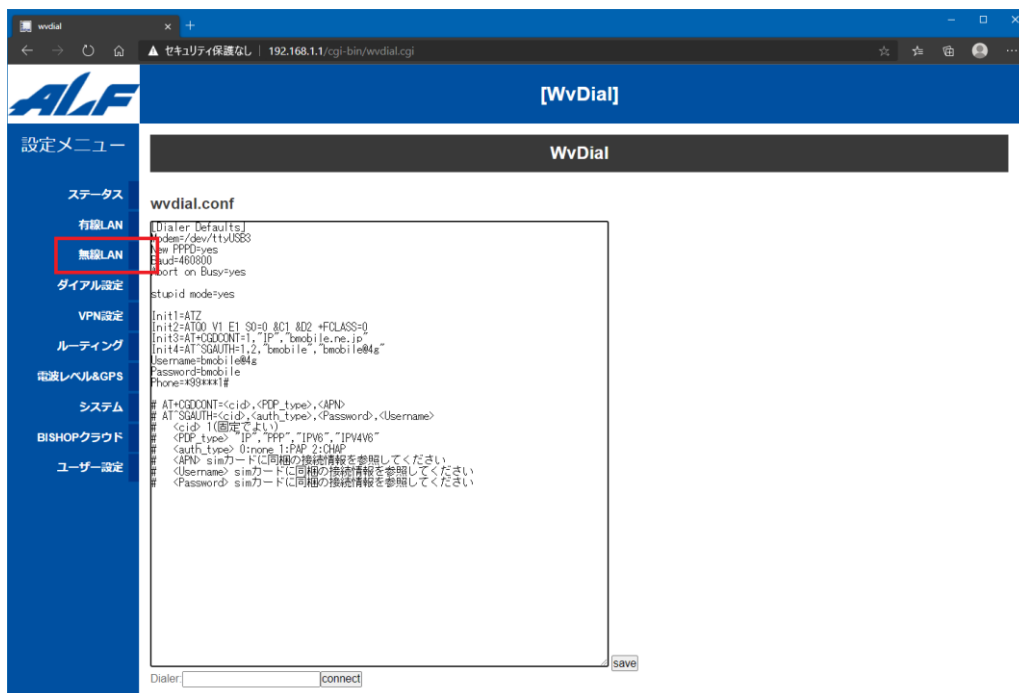 wvdial
セキュリティ保護なし | 192.168.1.1/cgi-bin/wvdial.cgi
ALF
[WvDial]
設定メニュー
WvDial
ステータス
有線LAN
無線LAN
ダイアル設定
VPN設定
ルーティング
電波レベル&GPS
システム
BISHOPクラウド
ユーザー設定
wvdial.conf
[Dialer Defaults]
Modem=/dev/ttyUSB3
New PPPD=yes
Baud=460800
Abort on Busy=yes
stupid mode=yes
Init1=ATZ
Init2=ATQ0 V1 E1 S0=0 &C1 &D2 +FCLASS=0
Init3=AT+CGDCONT=1,"IP","bmobile.ne.jp"
Init4=AT^SGAUTH=1,2,"bmobile","bmobile@4g"
Username=bmobile@4g
Password=bmobile
Phone=*99***1#
# AT+CGDCONT=<cid>,<PDP_type>,<APN>
# AT^SGAUTH=<cid>,<auth_type>,<Password>,<Username>
# <cid> 1(固定でよい)
# <PDP_type> "IP","PPP","IPV6","IPV4V6"
# <auth_type> 0:none 1:PAP 2:CHAP
# <APN> simカードに同梱の接続情報を参照してください
# <Username> simカードに同梱の接続情報を参照してください
# <Password> simカードに同梱の接続情報を参照してください
save
Dialer:
connect